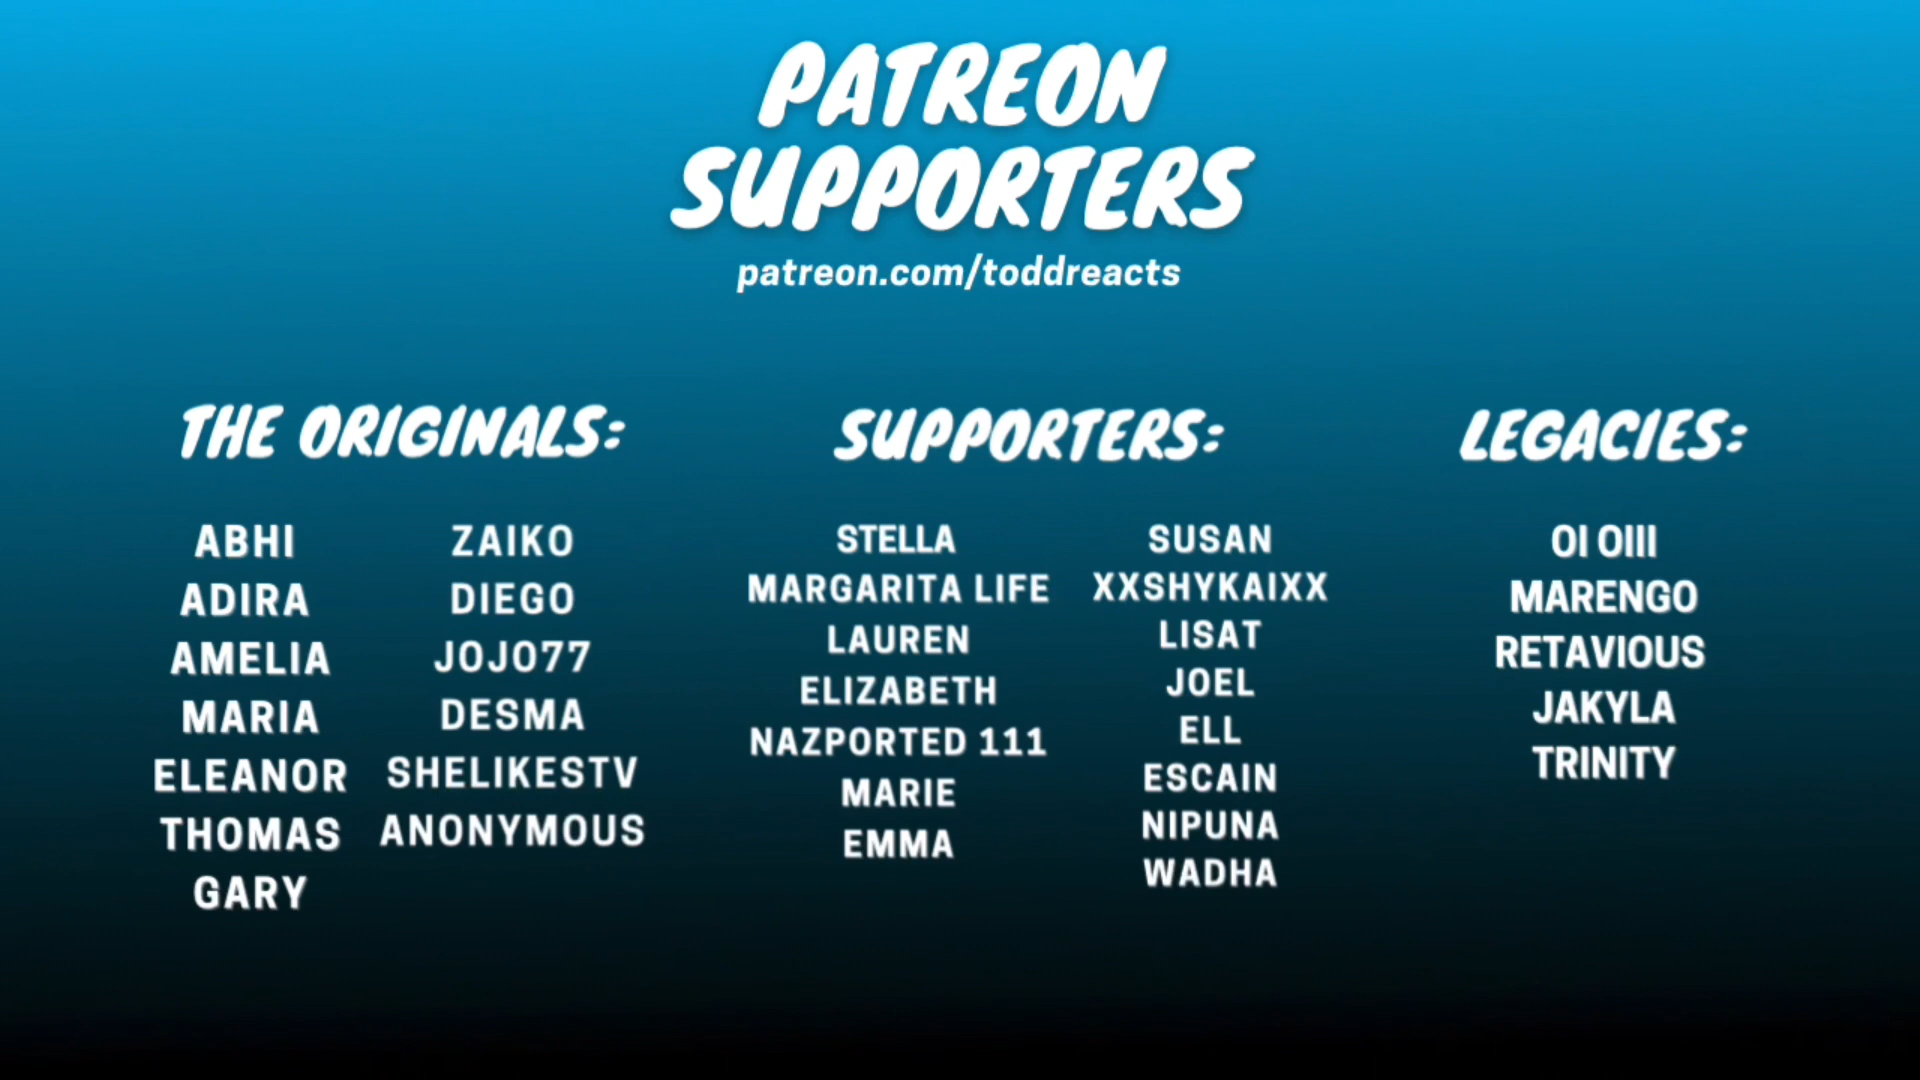 PATREON
SUPPORTERS
patreon.com/toddreacts
THE ORIGINALS:
ABHI
ADIRA
AMELIA
MARIA
ELEANOR
THOMAS
GARY
ZAIKO
DIEGO
JOJO77
DESMA
SHELIKESTV
ANONYMOUS
SUPPORTERS:
STELLA
MARGARITA LIFE
LAUREN
ELIZABETH
NAZPORTED 111
MARIE
EMMA
SUSAN
XXSHYKAIXX
LISAT
JOEL
ELL
ESCAIN
NIPUNA
WADHA
LEGACIES:
OI OIII
MARENGO
RETAVIOUS
JAKYLA
TRINITY